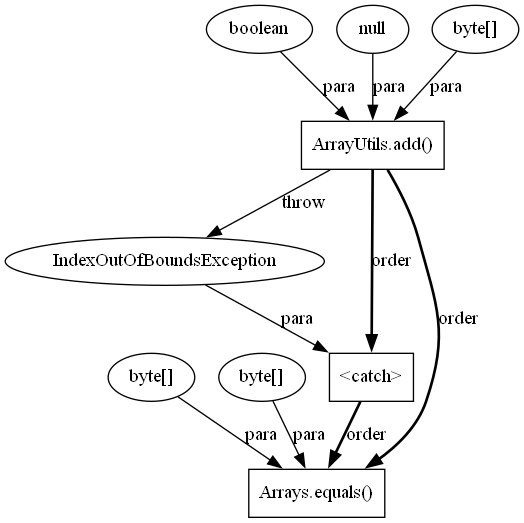 boolean
null
byte[]
para
para
para
ArrayUtils.add()
throw
IndexOutOfBoundsException
order
order
para
byte[]
byte[]
<catch>
para
para
order
Arrays.equals()